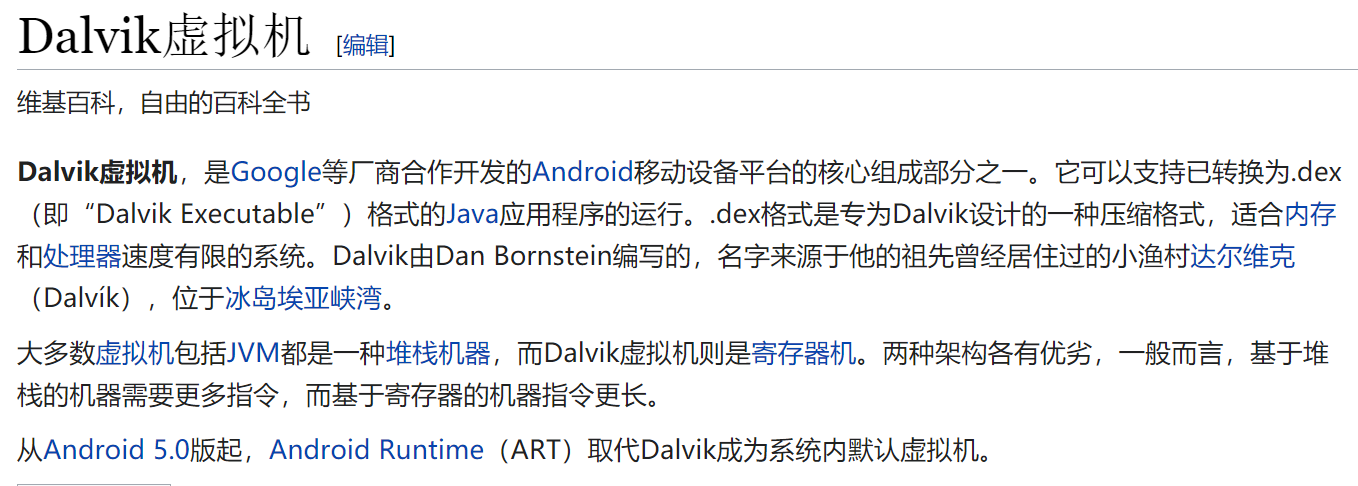 Dalvik虚拟机 [编辑]
维基百科，自由的百科全书
Dalvik虚拟机，是Google等厂商合作开发的Android移动设备平台的核心组成部分之一。它可以支持已转换为.dex
（即“Dalvik Executable”）格式的Java应用程序的运行。.dex格式是专为Dalvik设计的一种压缩格式，适合内存
和处理器速度有限的系统。Dalvik由Dan Bornstein编写的，名字来源于他的祖先曾经居住过的小渔村达尔维克
（Dalvík），位于冰岛埃亚峡湾。
大多数虚拟机包括JVM都是一种堆栈机器，而Dalvik虚拟机则是寄存器机。两种架构各有优劣，一般而言，基于堆
栈的机器需要更多指令，而基于寄存器的机器指令更长。
从Android 5.0版起，Android Runtime（ART）取代Dalvik成为系统内默认虚拟机。